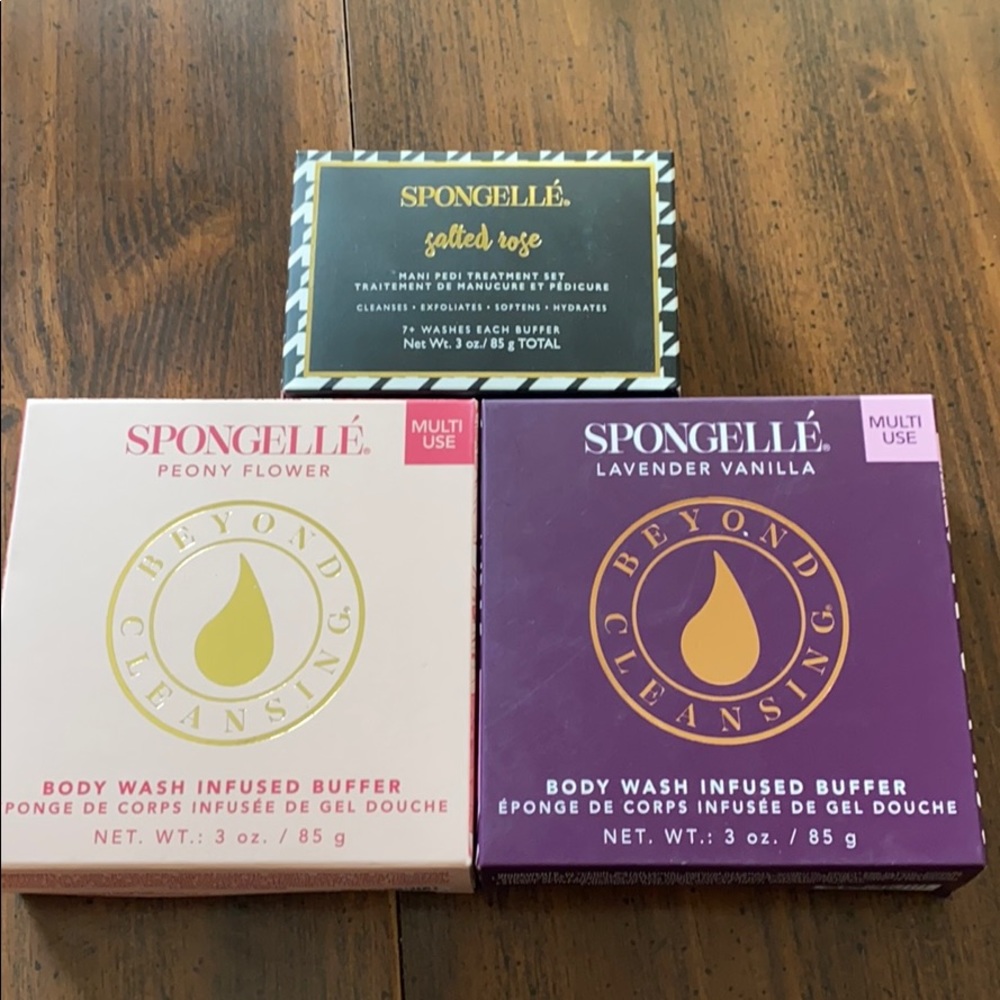 SPONGELLÉ®
salted rose
MANI PEDI TREATMENT SET
TRAITEMENT DE MANUCURE ET PÉDICURE
CLEANSES • EXFOLIATES • SOFTENS • HYDRATES
7+ WASHES EACH BUFFER
Net Wt. 3 oz./ 85 g TOTAL
SPONGELLÉ®
PEONY FLOWER
MULTI
USE
BEYOND
CLEANSING®
BODY WASH INFUSED BUFFER
PONGE DE CORPS INFUSÉE DE GEL DOUCHE
NET. WT.: 3 oz. / 85 g
SPONGELLÉ®
LAVENDER VANILLA
MULTI
USE
BEYOND
CLEANSING®
BODY WASH INFUSED BUFFER
ÉPONGE DE CORPS INFUSÉE DE GEL DOUCHE
NET. WT.: 3 oz. / 85 g